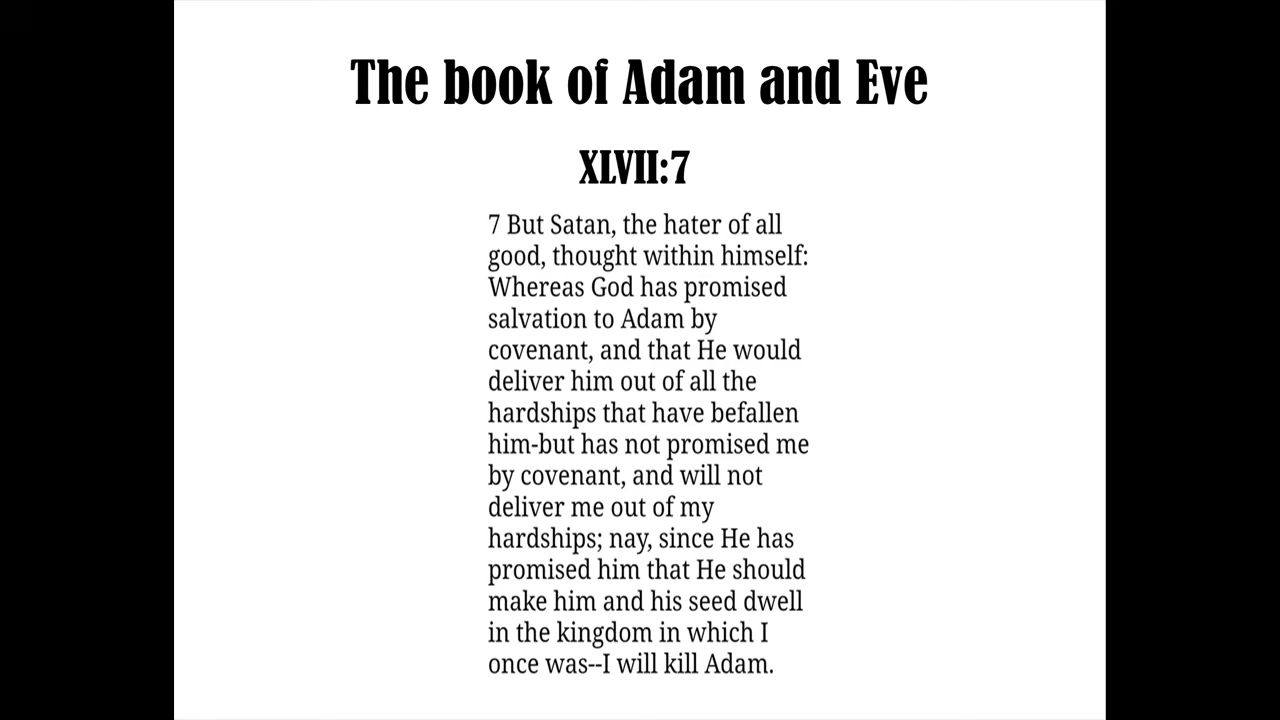 The book of Adam and Eve
XLVII:7
7 But Satan, the hater of all
good, thought within himself:
Whereas God has promised
salvation to Adam by
covenant, and that He would
deliver him out of all the
hardships that have befallen
him-but has not promised me
by covenant, and will not
deliver me out of my
hardships; nay, since He has
promised him that He should
make him and his seed dwell
in the kingdom in which I
once was--I will kill Adam.